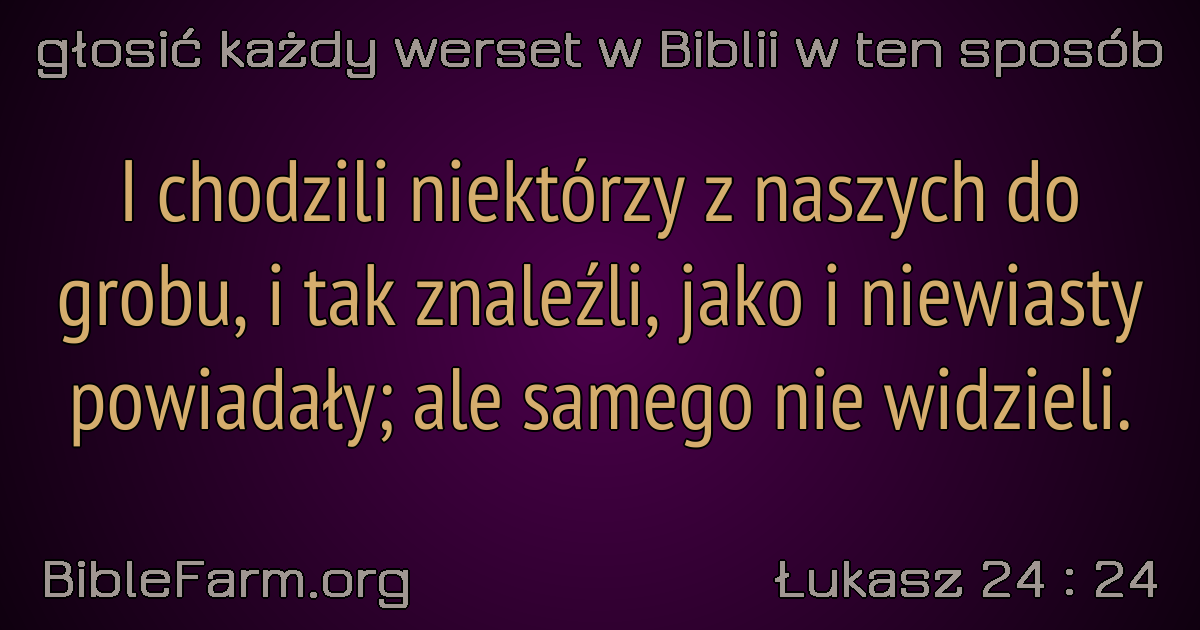 głosić każdy werset w Biblii w ten sposób
I chodzili niektórzy z naszych do
grobu, i tak znaleźli, jako i niewiasty
powiadały; ale samego nie widzieli.
BibleFarm.org
Łukasz 24 : 24